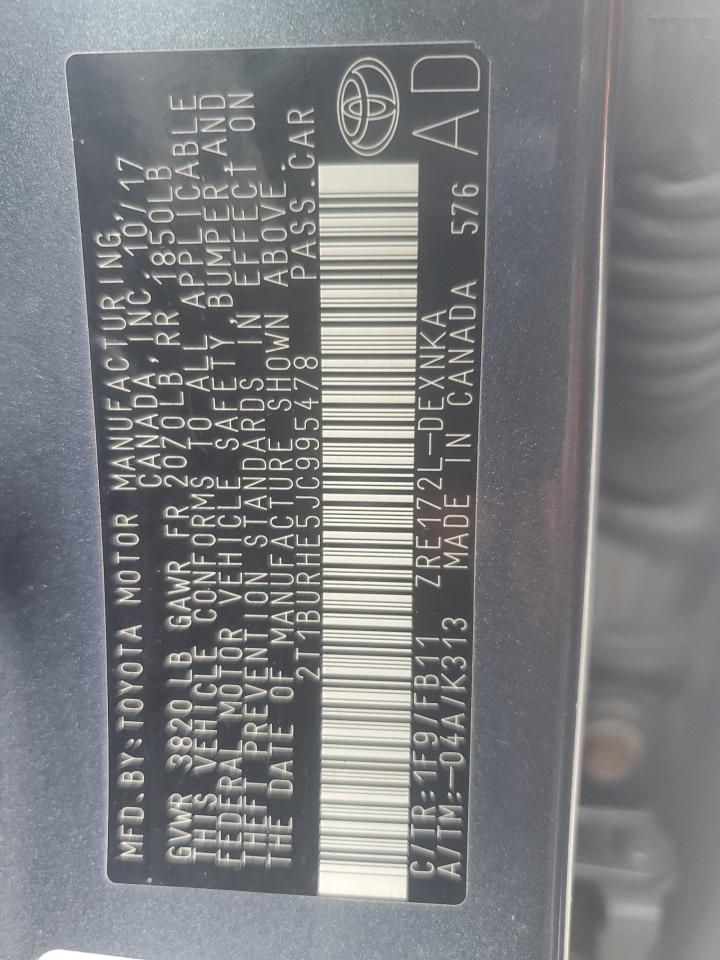 MFD.BY:TOYOTA MOTOR MANUFACTURING,
CANADA, INC. 10/17
GVWR 3820LB GAWR FR 2070LB, RR 1850LB
THIS VEHICLE CONFORMS TO ALL APPLICABLE
FEDERAL MOTOR VEHICLE SAFETY, BUMPER, AND
THEFT PREVENTION STANDARDS IN EFFECT ON
THE DATE OF MANUFACTURE SHOWN ABOVE.
2T1BURHE5JC995478 PASS.CAR
C/TR:1F9/FB11 ZRE172L-DEXNKA
A/TM:-04A/K313 MADE IN CANADA 576 AD